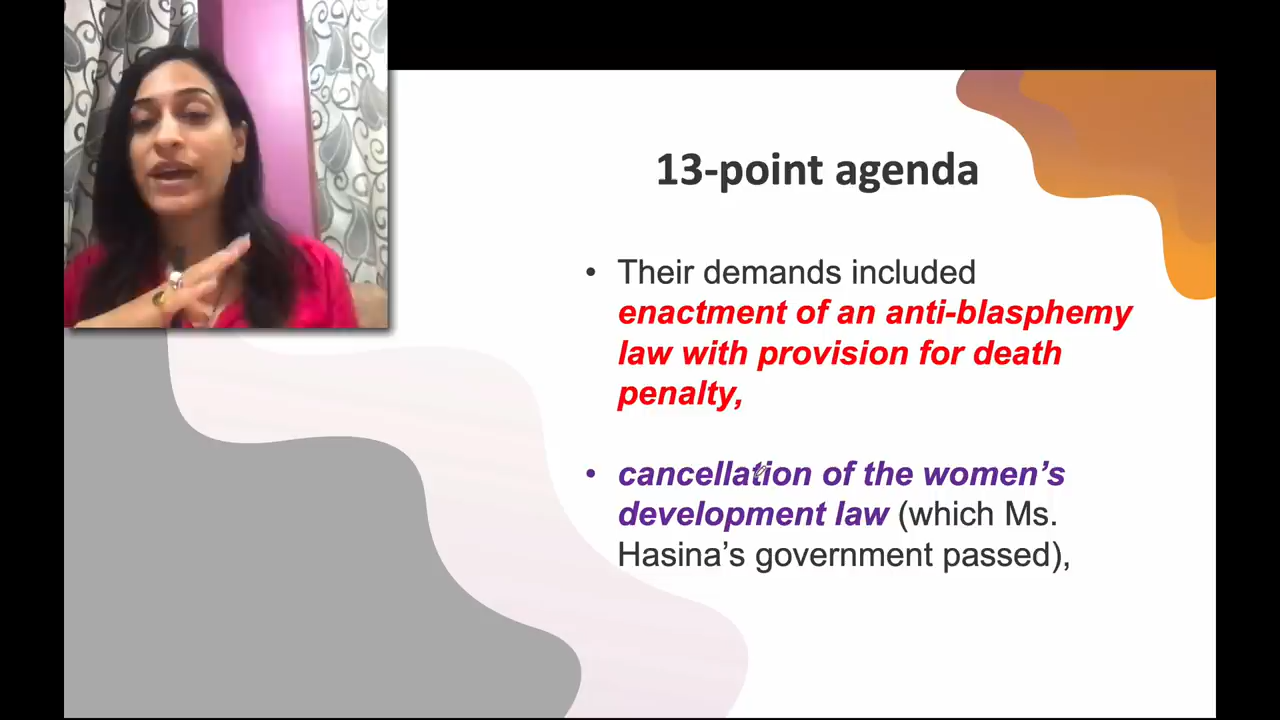 13-point agenda
• Their demands included
enactment of an anti-blasphemy
law with provision for death
penalty,
• cancellation of the women’s
development law (which Ms.
Hasina’s government passed),